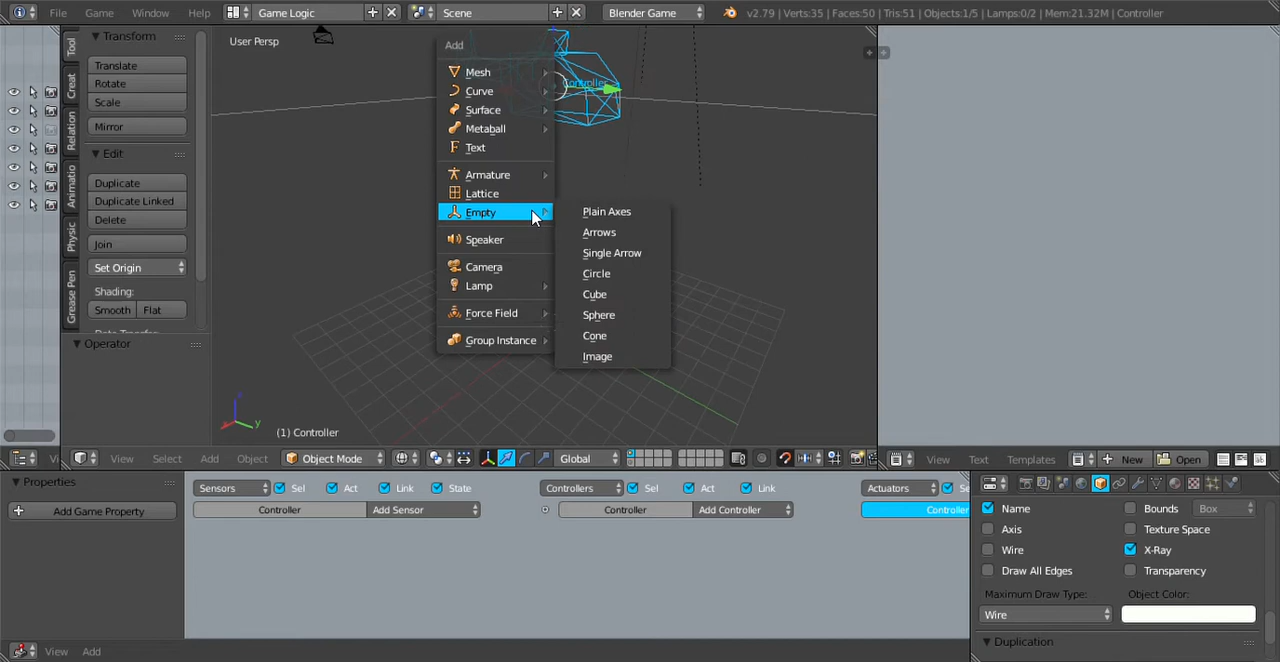 File Game Window Help Game Logic Scene Blender Game v2.79 | Verts:35 | Faces:50 | Tris:51 | Objects:1/5 | Lamps:0/2 | Mem:21.32M | Controller
Tool
Creat
Relation
Animatio
Physic
Grease Pen
Transform
Translate
Rotate
Scale
Mirror
Edit
Duplicate
Duplicate Linked
Delete
Join
Set Origin
Shading:
Smooth Flat
Operator
User Persp
Controller
Add
Mesh
Curve
Surface
Metaball
Text
Armature
Lattice
Empty
Speaker
Camera
Lamp
Force Field
Group Instance
Plain Axes
Arrows
Single Arrow
Circle
Cube
Sphere
Cone
Image
z
y
(1) Controller
View Select Add Object Object Mode Global
View Text Templates New Open
Properties
Add Game Property
Sensors Sel Act Link State
Controller Add Sensor
Controllers Sel Act Link
Controller Add Controller
Actuators Se
Controller
Name Bounds Box
Axis Texture Space
Wire X-Ray
Draw All Edges Transparency
Maximum Draw Type: Object Color:
Wire
Duplication
View Add